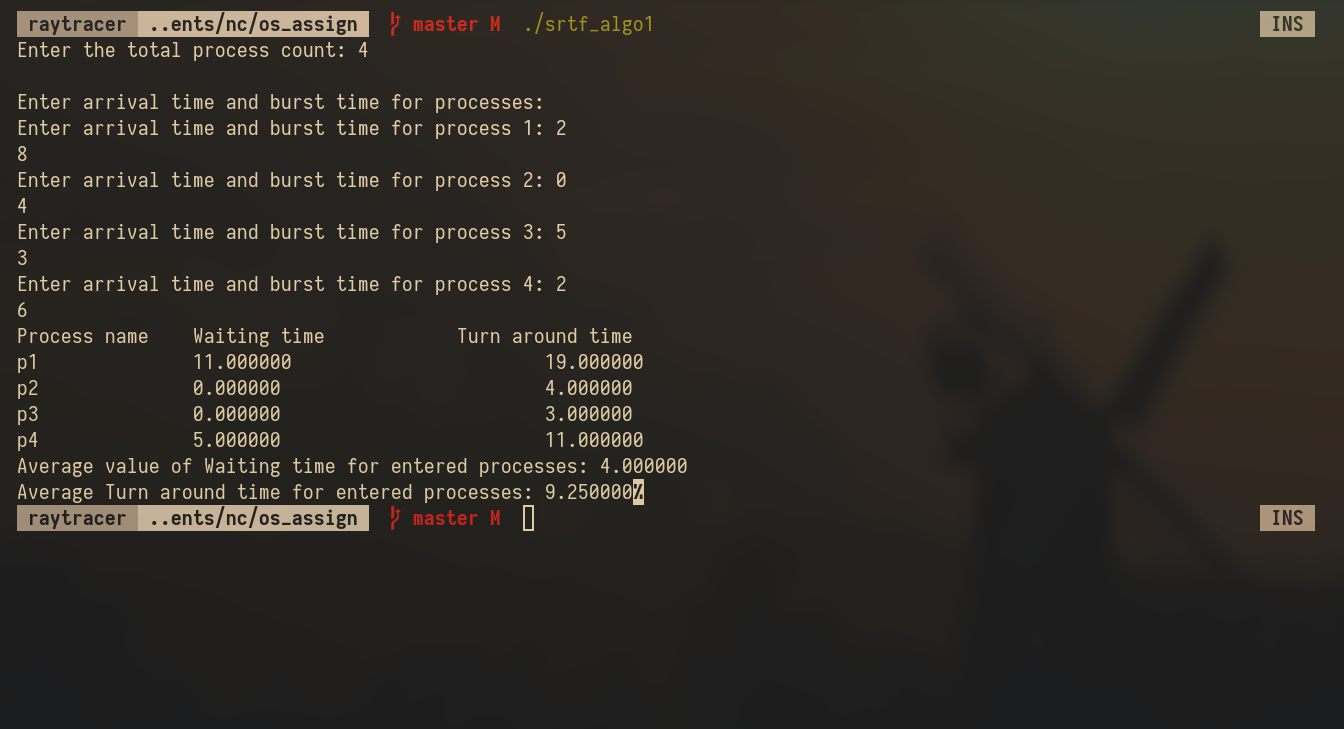 raytracer ..ents/nc/os_assign master M ./srtf_algo1 INS
Enter the total process count: 4
Enter arrival time and burst time for processes:
Enter arrival time and burst time for process 1: 2
8
Enter arrival time and burst time for process 2: 0
4
Enter arrival time and burst time for process 3: 5
3
Enter arrival time and burst time for process 4: 2
6
Process name Waiting time Turn around time
p1 11.000000 19.000000
p2 0.000000 4.000000
p3 0.000000 3.000000
p4 5.000000 11.000000
Average value of Waiting time for entered processes: 4.000000
Average Turn around time for entered processes: 9.250000%
raytracer ..ents/nc/os_assign master M INS